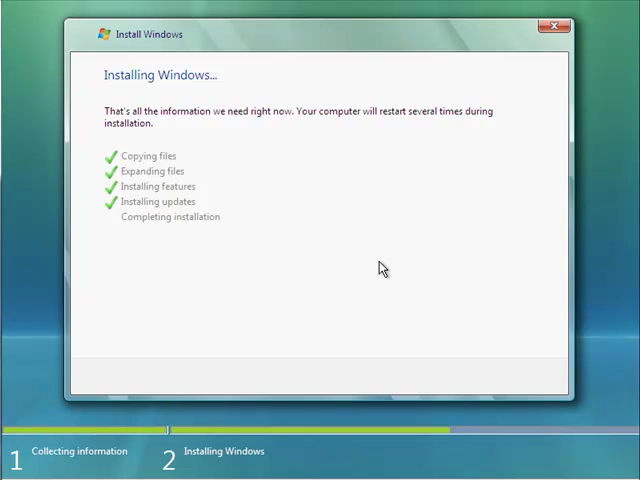 Install Windows
Installing Windows...
That's all the information we need right now. Your computer will restart several times during
installation.
Copying files
Expanding files
Installing features
Installing updates
Completing installation
1 Collecting information
2 Installing Windows